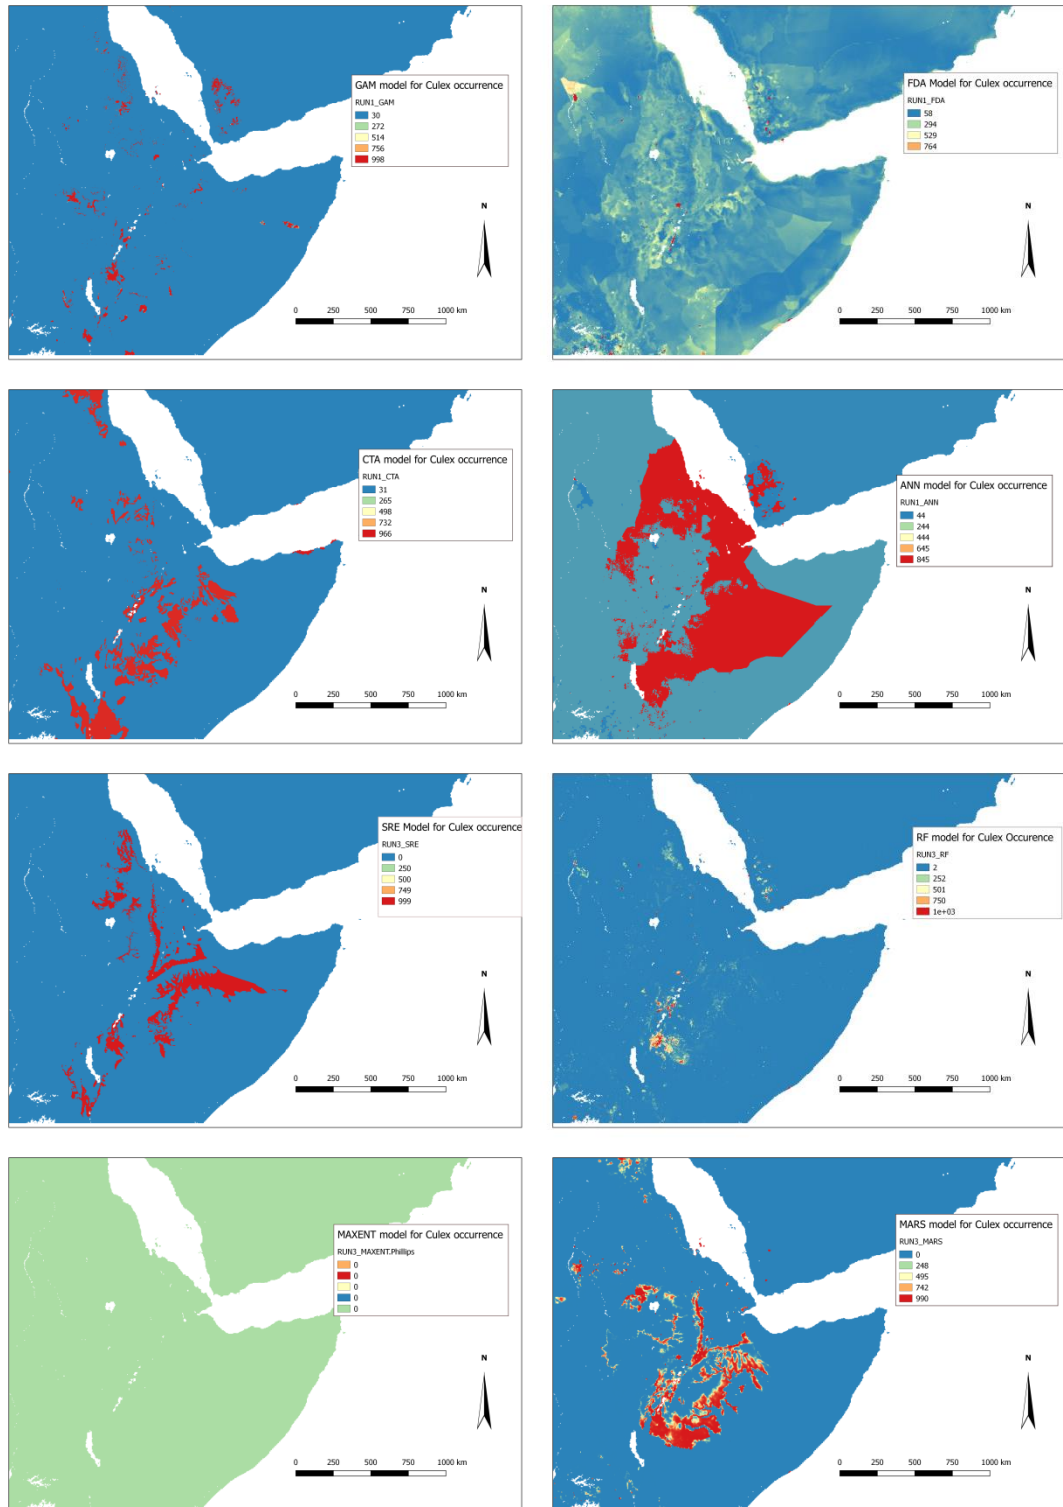 GAM model for Culex occurrence
RUN1_GAM
30
272
514
756
998
N
0 250 500 750 1000 km
FDA Model for Culex occurrence
RUN1_FDA
58
294
529
764
N
0 250 500 750 1000 km
CTA model for Culex occurrence
RUN1_CTA
31
265
498
732
966
N
0 250 500 750 1000 km
ANN model for Culex occurrence
RUN1_ANN
44
244
444
645
845
N
0 250 500 750 1000 km
SRE Model for Culex occurence
RUN3_SRE
0
250
500
749
999
N
0 250 500 750 1000 km
RF model for Culex Occurence
RUN3_RF
2
252
501
750
1e+03
N
0 250 500 750 1000 km
MAXENT model for Culex occurrence
RUN3_MAXENT.Phillips
0
0
0
0
0
N
0 250 500 750 1000 km
MARS model for Culex occurrence
RUN3_MARS
0
248
495
742
990
N
0 250 500 750 1000 km